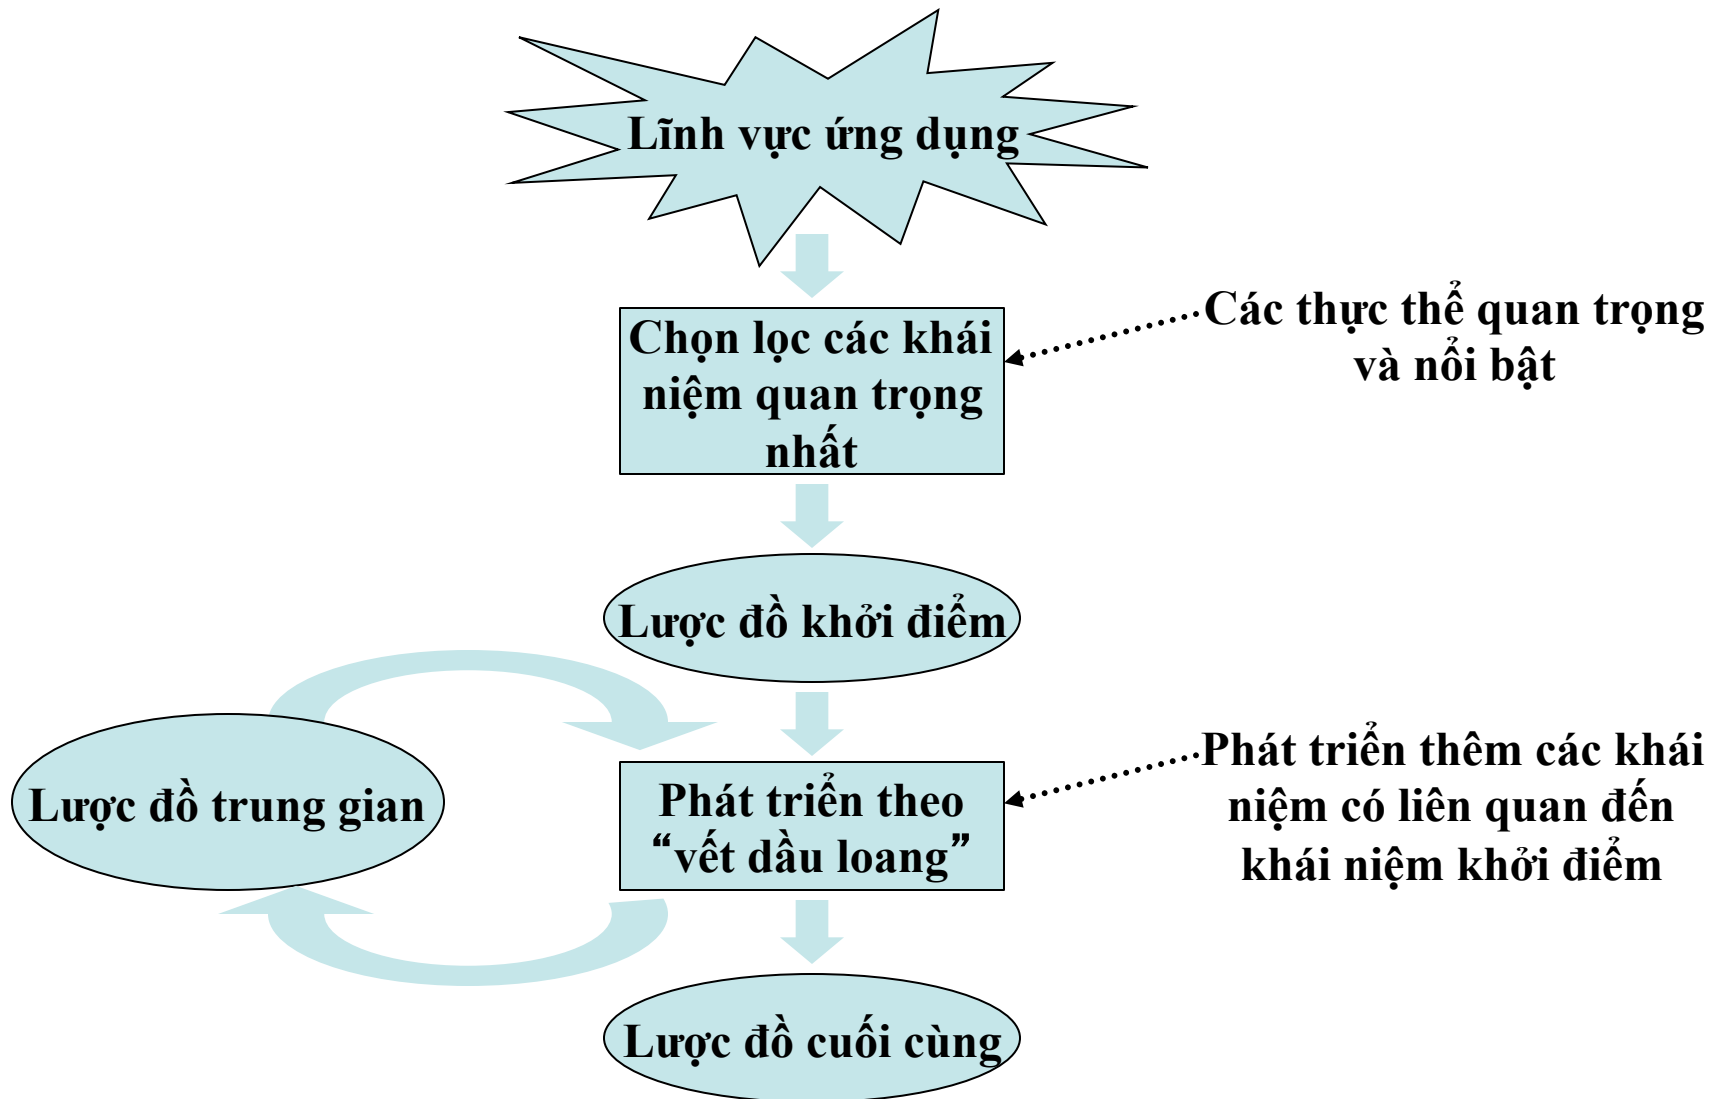 Lĩnh vực ứng dụng
Chọn lọc các khái
niệm quan trọng
nhất
Các thực thể quan trọng
và nổi bật
Lược đồ khởi điểm
Lược đồ trung gian
Phát triển theo
“vết dầu loang”
Phát triển thêm các khái
niệm có liên quan đến
khái niệm khởi điểm
Lược đồ cuối cùng